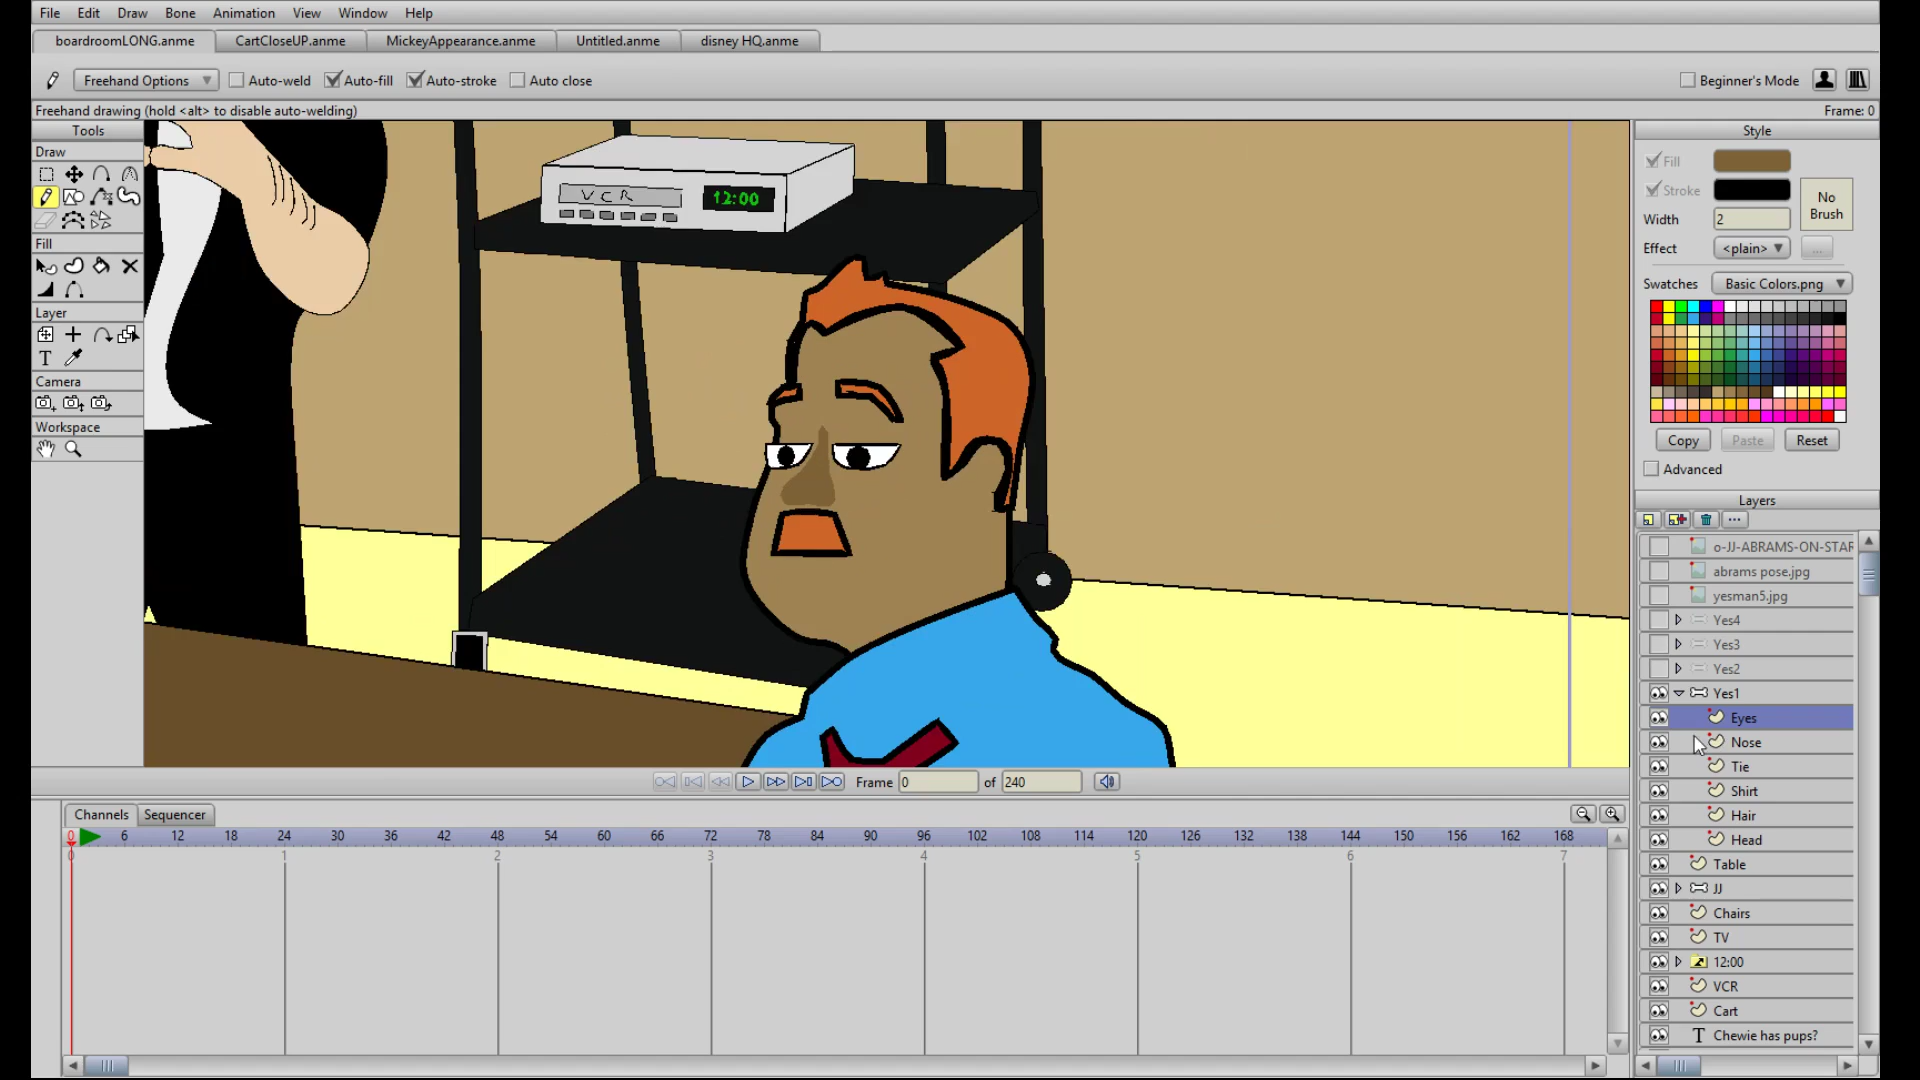 File Edit Draw Bone Animation View Window Help
boardroomLONG.anme CartCloseUP.anme MickeyAppearance.anme Untitled.anme disney HQ.anme
Freehand Options Auto-weld Auto-fill Auto-stroke Auto close Beginner's Mode
Freehand drawing (hold <alt> to disable auto-welding) Frame: 0
Tools
Draw
Fill
Layer
T
Camera
Workspace
VCR 12:00
Style
Fill
Stroke
No Brush
Width 2
Effect <plain> ...
Swatches Basic Colors.png
Copy Paste Reset
Advanced
Layers
o-JJ-ABRAMS-ON-STAR
abrams pose.jpg
yesman5.jpg
Yes4
Yes3
Yes2
Yes1
Eyes
Nose
Tie
Shirt
Hair
Head
Table
JJ
Chairs
TV
12:00
VCR
Cart
T Chewie has pups?
Frame 0 of 240
Channels Sequencer
0 6 12 18 24 30 36 42 48 54 60 66 72 78 84 90 96 102 108 114 120 126 132 138 144 150 156 162 168
0 1 2 3 4 5 6 7